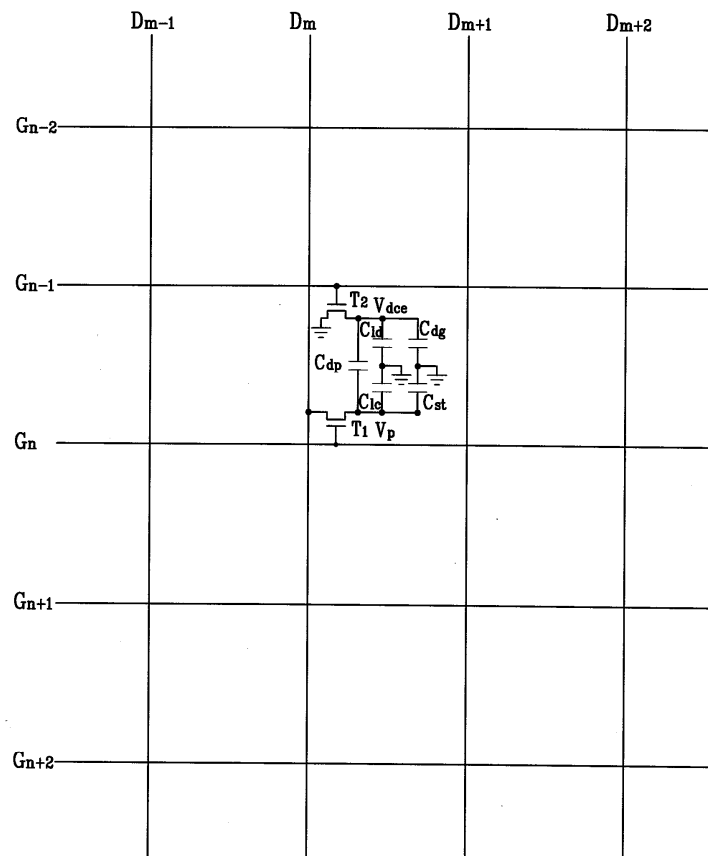 Dm-1 Dm Dm+1 Dm+2
Gn-2
Gn-1
T2 Vdce
Cld Cdg
Cdp
Clc Cst
T1 Vp
Gn
Gn+1
Gn+2